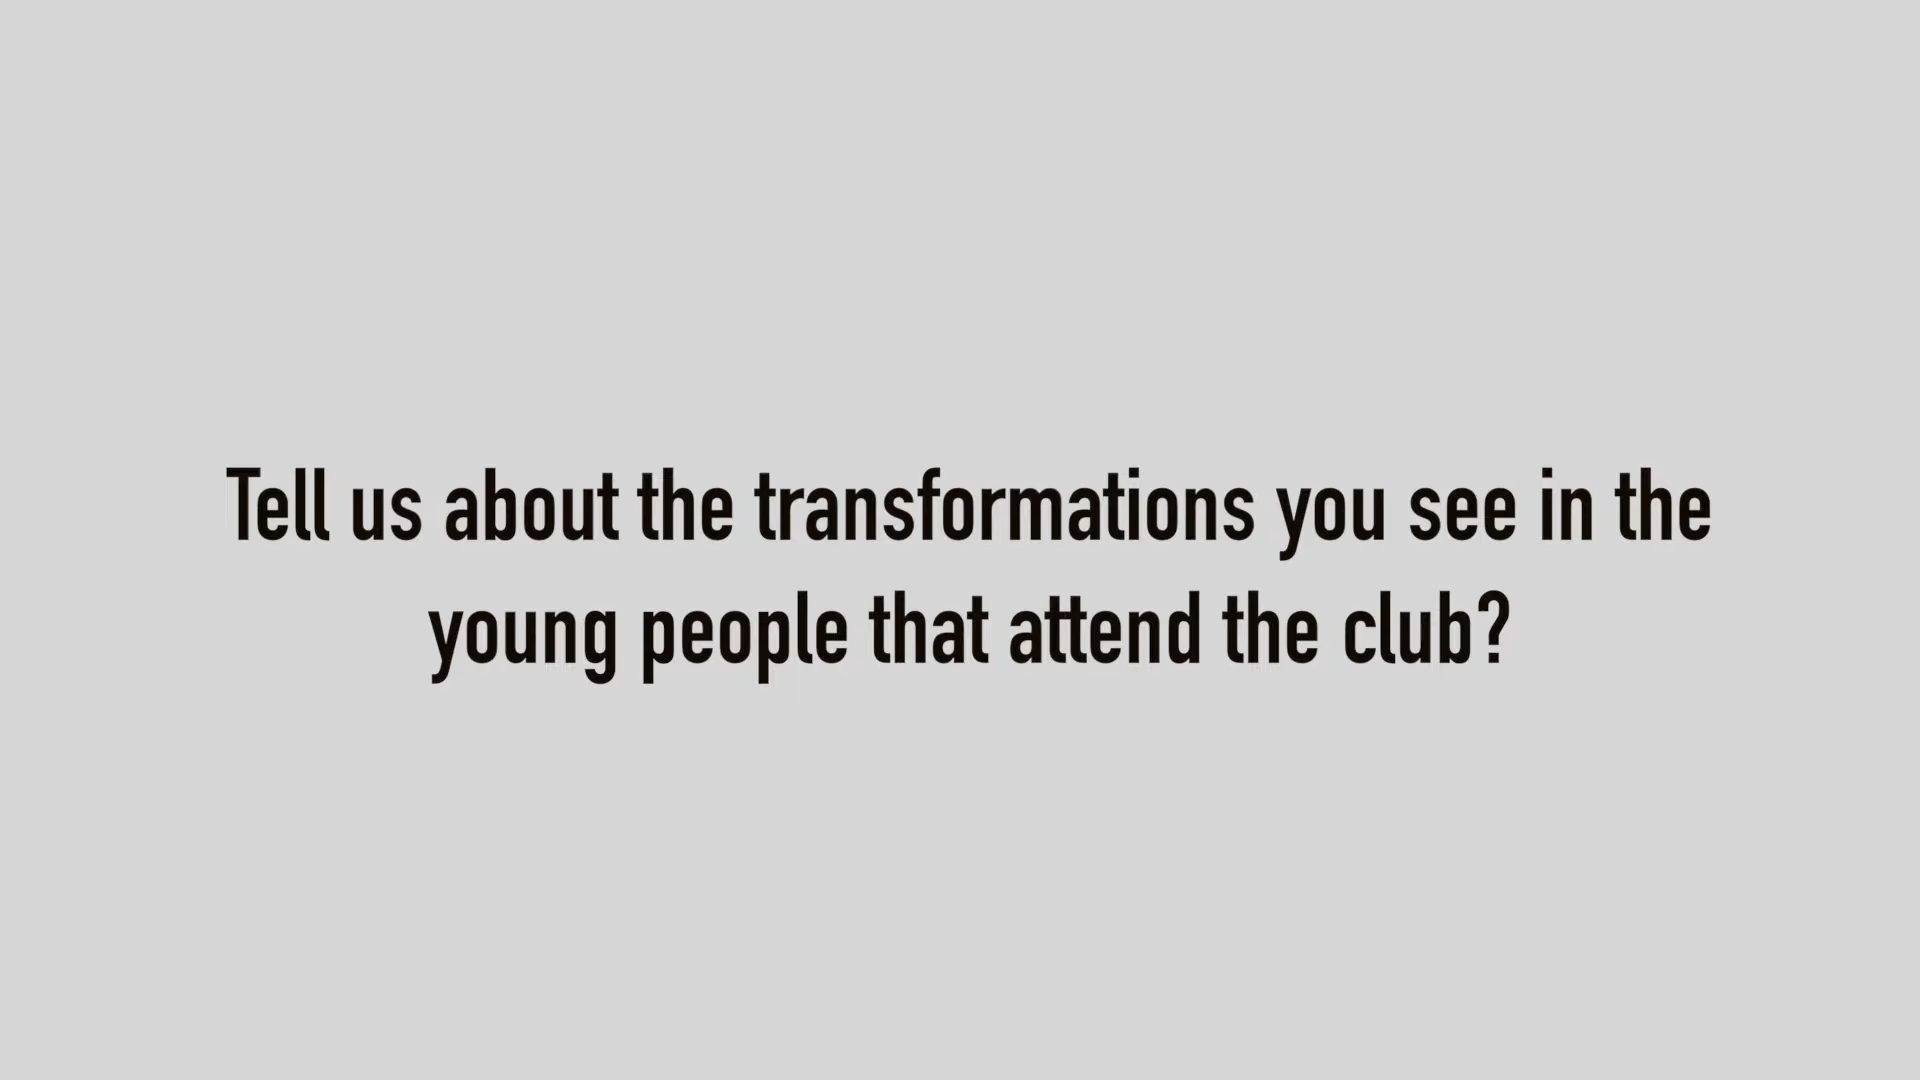 Tell us about the transformations you see in the
young people that attend the club?